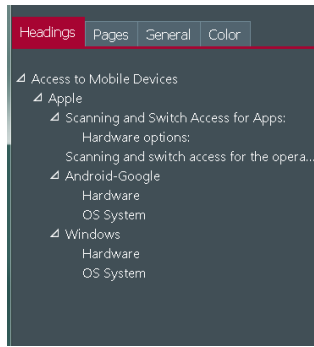 Headings Pages General Color
Access to Mobile Devices
Apple
Scanning and Switch Access for Apps:
Hardware options:
Scanning and switch access for the opera...
Android-Google
Hardware
OS System
Windows
Hardware
OS System